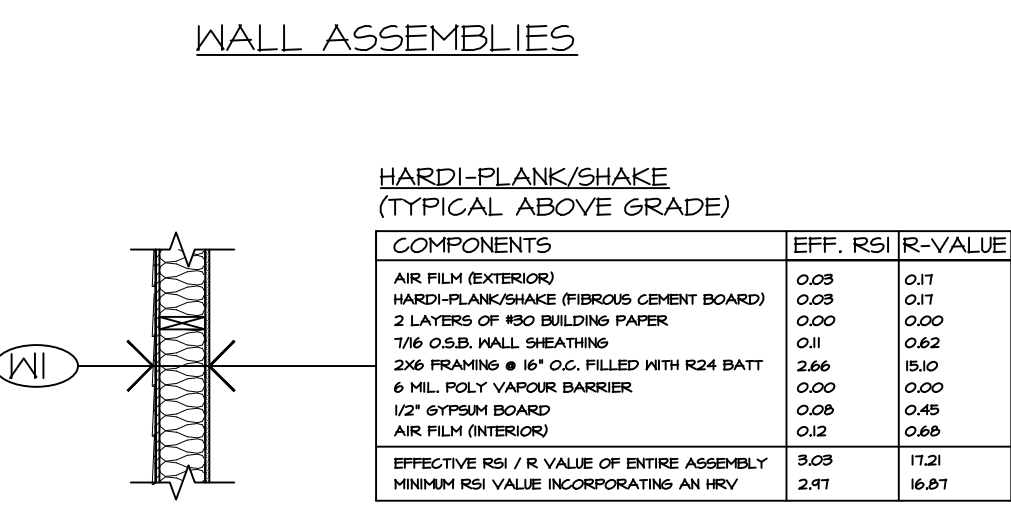 WALL ASSEMBLIES
HARDI-PLANK/SHAKE
(TYPICAL ABOVE GRADE)
COMPONENTS EFF. RSI R-VALUE
AIR FILM (EXTERIOR) 0.03 0.17
HARDI-PLANK/SHAKE (FIBROUS CEMENT BOARD) 0.03 0.17
2 LAYERS OF #30 BUILDING PAPER 0.00 0.00
7/16 O.S.B. WALL SHEATHING 0.11 0.62
2X6 FRAMING @ 16" O.C. FILLED WITH R24 BATT 2.66 15.10
6 MIL. POLY VAPOUR BARRIER 0.00 0.00
1/2" GYPSUM BOARD 0.08 0.45
AIR FILM (INTERIOR) 0.12 0.68
EFFECTIVE RSI / R VALUE OF ENTIRE ASSEMBLY 3.03 17.21
MINIMUM RSI VALUE INCORPORATING AN HRV 2.97 16.87
W1